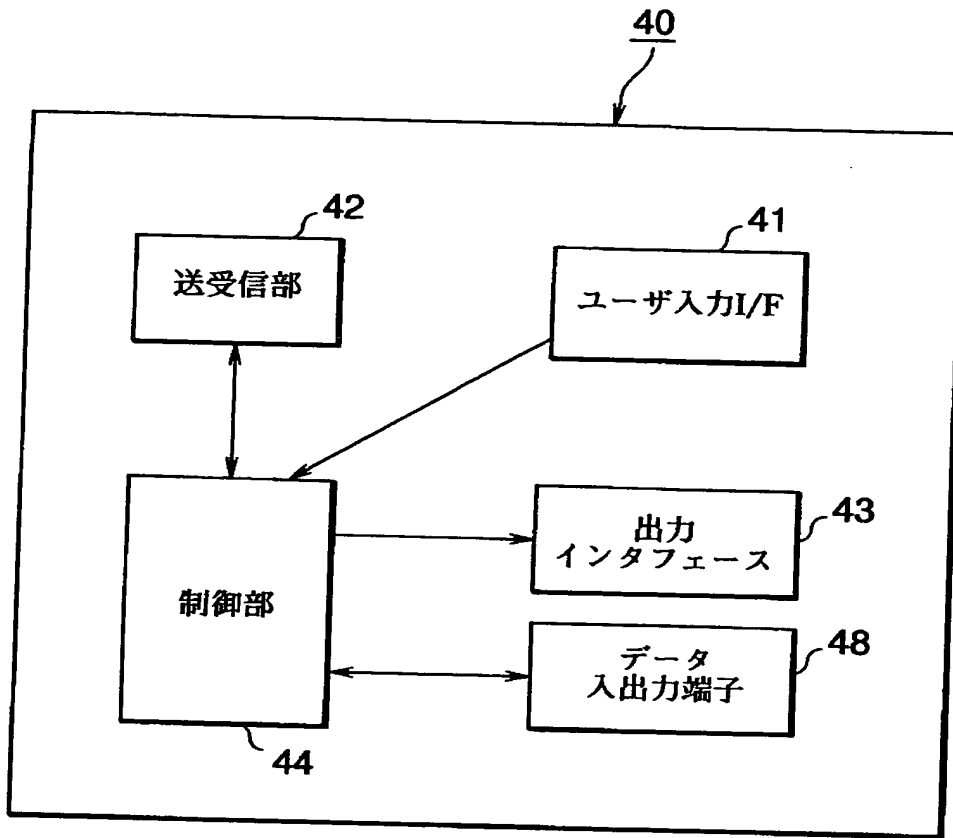 40
42
送受信部
41
ユーザ入力I/F
制御部
44
出力
インタフェース
43
データ
入出力端子
48